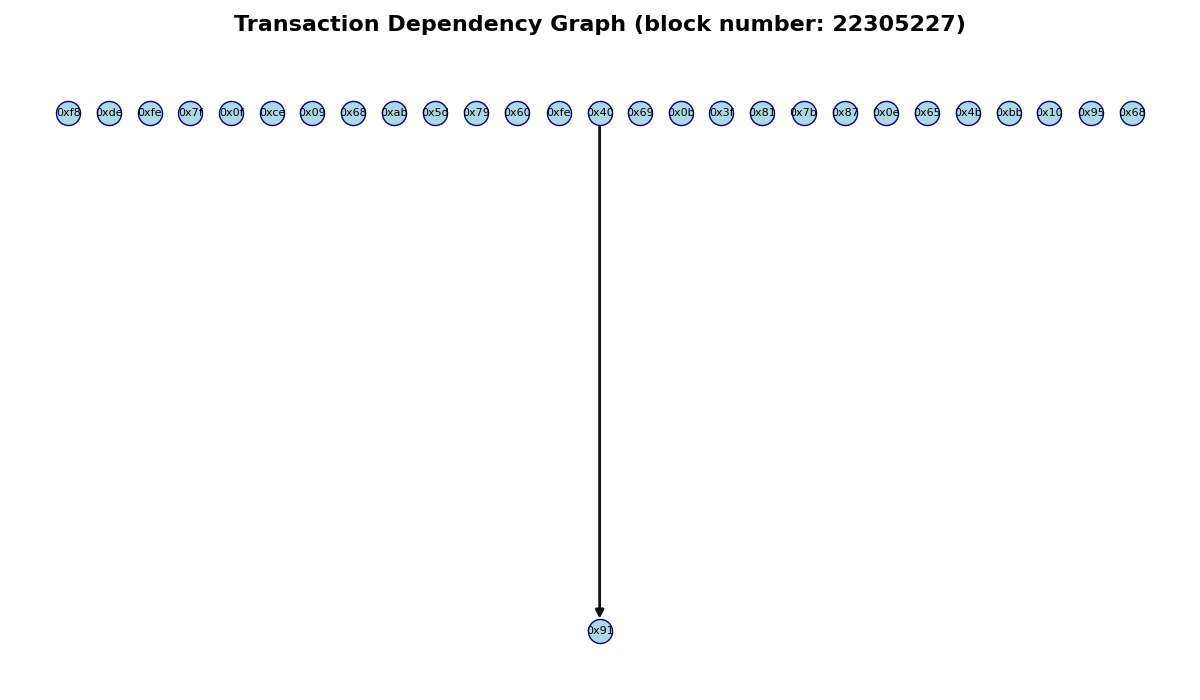 Transaction Dependency Graph (block number: 22305227)
0xf8 0xde 0xfe 0x7f 0x0f 0xce 0x09 0x68 0xab 0x5d 0x79 0x60 0xfe 0x40 0x69 0x0b 0x3f 0x81 0x7b 0x87 0x0e 0x65 0x4b 0xbb 0x10 0x95 0x68
0x91